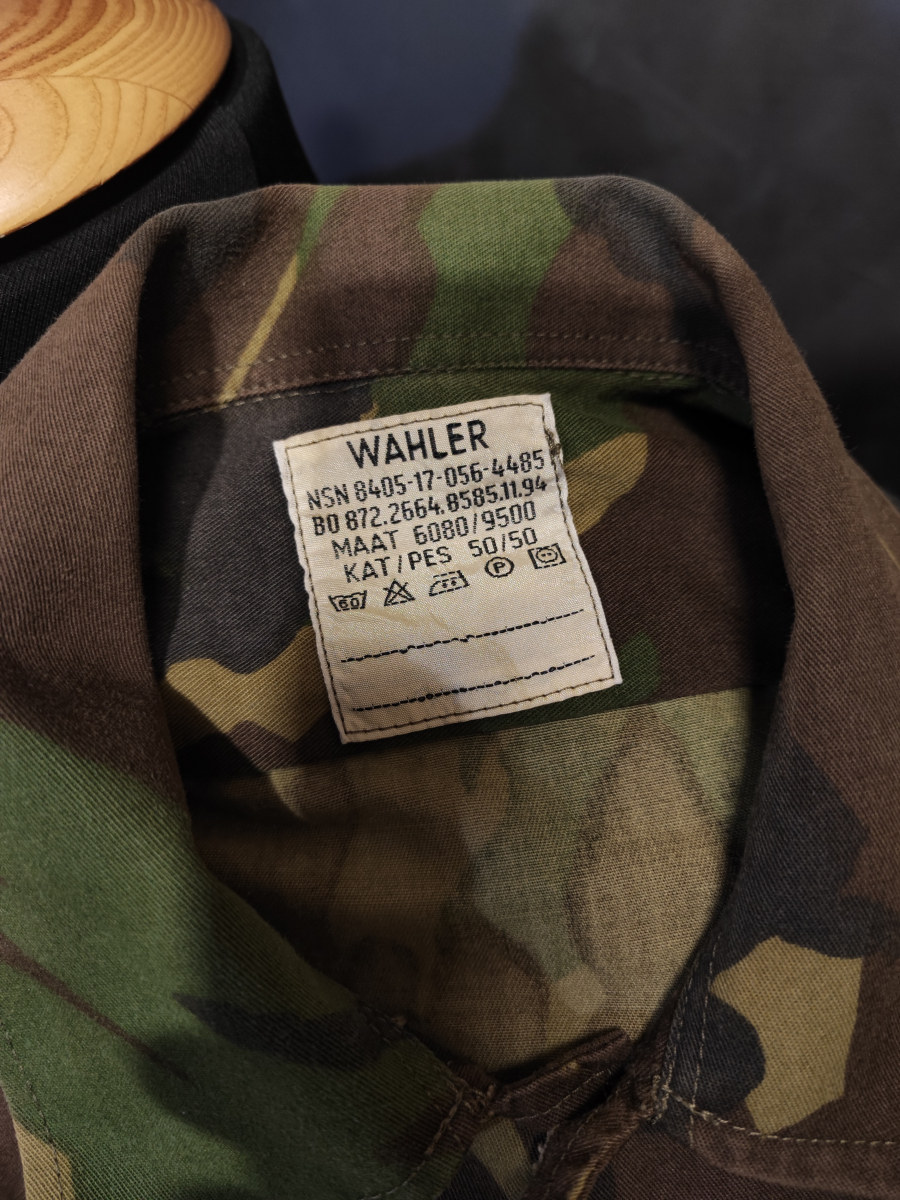 WAHLER
NSN 8405-17-056-4485
BO 872.2664.8585.11.94
MAAT 6080/9500
KAT/PES 50/50
60 P